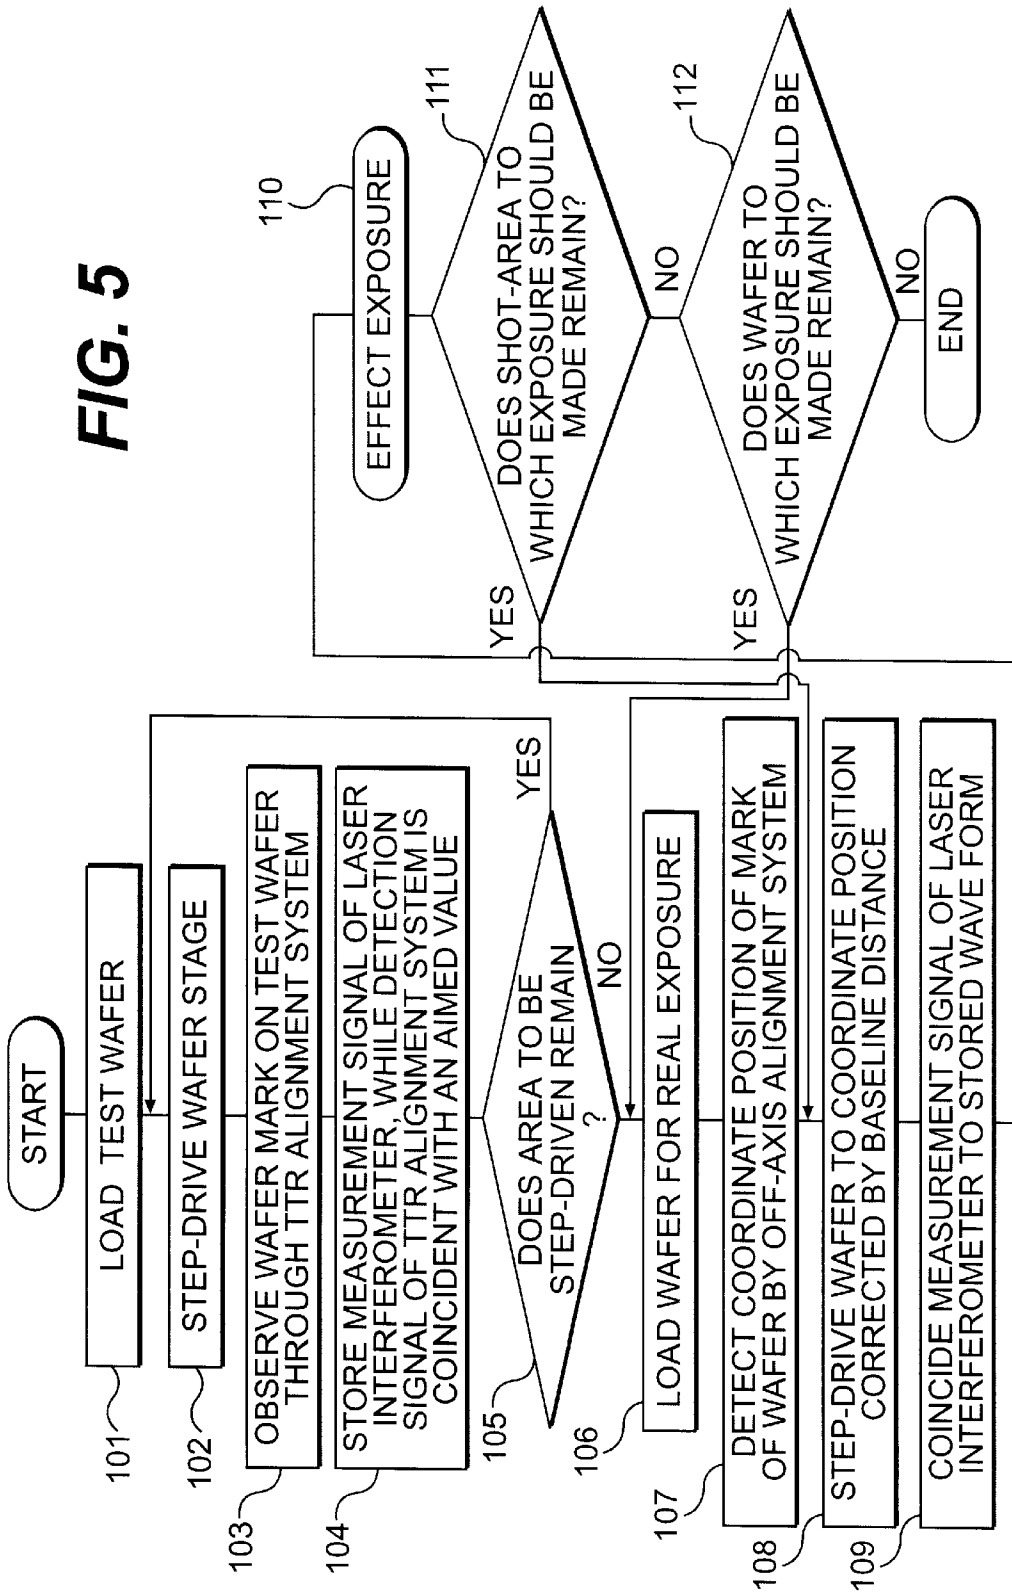 FIG. 5
START
LOAD TEST WAFER
101
STEP-DRIVE WAFER STAGE
102
OBSERVE WAFER MARK ON TEST WAFER
THROUGH TTR ALIGNMENT SYSTEM
103
STORE MEASUREMENT SIGNAL OF LASER
INTERFEROMETER, WHILE DETECTION
SIGNAL OF TTR ALIGNMENT SYSTEM IS
COINCIDENT WITH AN AIMED VALUE
104
DOES AREA TO BE
STEP-DRIVEN REMAIN
?
105
YES
NO
LOAD WAFER FOR REAL EXPOSURE
106
DETECT COORDINATE POSITION OF MARK
OF WAFER BY OFF-AXIS ALIGNMENT SYSTEM
107
STEP-DRIVE WAFER TO COORDINATE POSITION
CORRECTED BY BASELINE DISTANCE
108
COINCIDE MEASUREMENT SIGNAL OF LASER
INTERFEROMETER TO STORED WAVE FORM
109
EFFECT EXPOSURE
110
DOES SHOT-AREA TO
WHICH EXPOSURE SHOULD BE
MADE REMAIN?
111
YES
NO
DOES WAFER TO
WHICH EXPOSURE SHOULD BE
MADE REMAIN?
112
YES
NO
END